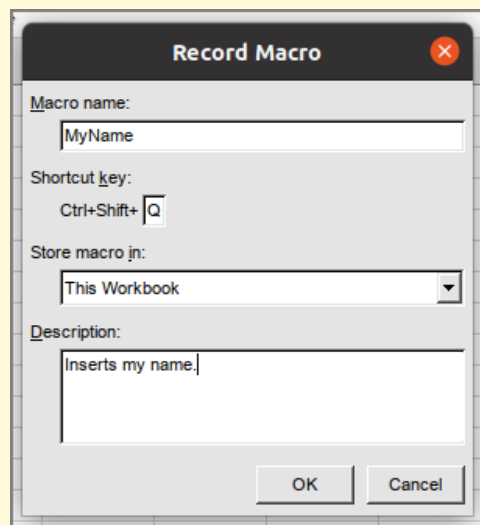 Record Macro
Macro name:
MyName
Shortcut key:
Ctrl+Shift+ Q
Store macro in:
This Workbook
Description:
Inserts my name.
OK Cancel